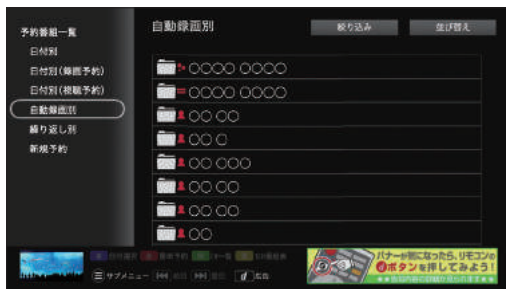 予約番組一覧
日付別
日付別(録画予約)
日付別(視聴予約)
自動録画別
繰り返し別
新規予約
自動録画別
絞り込み
並び替え
○○○○ ○○○○
○○○○ ○○○○
○○ ○○
○○ ○
○○ ○○○
○○ ○○
○○ ○○
○○
サブメニュー
d 広告
バナーが気になったら、リモコンの
dボタンを押してみよう!